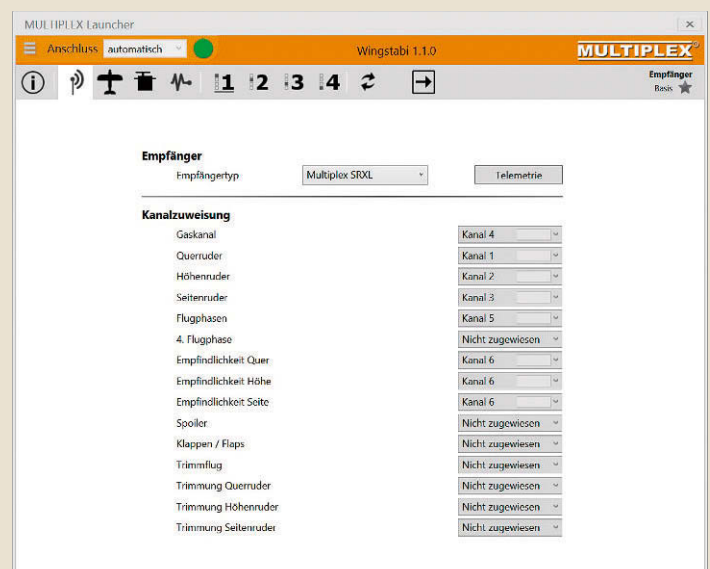 MULTIPLEX Launcher
Anschluss automatisch Wingstabi 1.1.0 MULTIPLEX®
1 2 3 4 Empfänger
Basis
Empfänger
Empfängertyp Multiplex SRXL Telemetrie
Kanalzuweisung
Gaskanal Kanal 4
Querruder Kanal 1
Höhenruder Kanal 2
Seitenruder Kanal 3
Flugphasen Kanal 5
4. Flugphase Nicht zugewiesen
Empfindlichkeit Quer Kanal 6
Empfindlichkeit Höhe Kanal 6
Empfindlichkeit Seite Kanal 6
Spoiler Nicht zugewiesen
Klappen / Flaps Nicht zugewiesen
Trimmflug Nicht zugewiesen
Trimmung Querruder Nicht zugewiesen
Trimmung Höhenruder Nicht zugewiesen
Trimmung Seitenruder Nicht zugewiesen